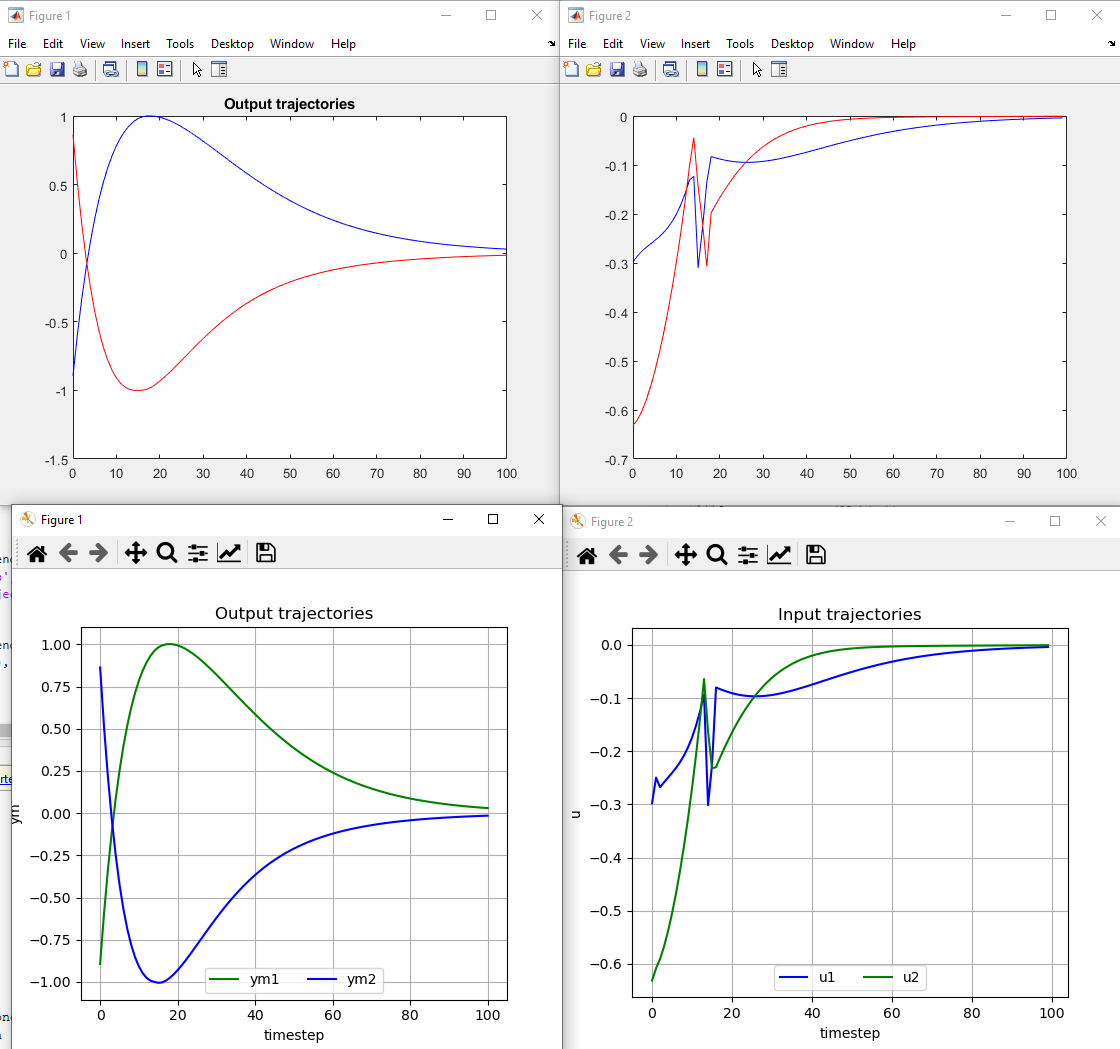 Figure 1
File Edit View Insert Tools Desktop Window Help
Output trajectories
1
0.5
0
-0.5
-1
-1.5
0 10 20 30 40 50 60 70 80 90 100
Figure 2
File Edit View Insert Tools Desktop Window Help
0
-0.1
-0.2
-0.3
-0.4
-0.5
-0.6
-0.7
0 10 20 30 40 50 60 70 80 90 100
Figure 1
Output trajectories
1.00
0.75
0.50
0.25
0.00
−0.25
−0.50
−0.75
−1.00
ym
ym1 ym2
0 20 40 60 80 100
timestep
Figure 2
Input trajectories
0.0
−0.1
−0.2
−0.3
−0.4
−0.5
−0.6
u
u1 u2
0 20 40 60 80 100
timestep